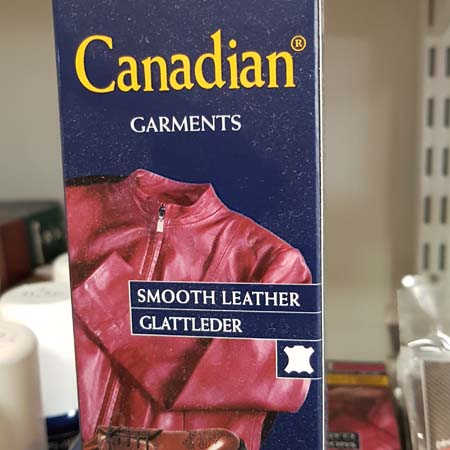 Canadian®
GARMENTS
SMOOTH LEATHER
GLATTLEDER